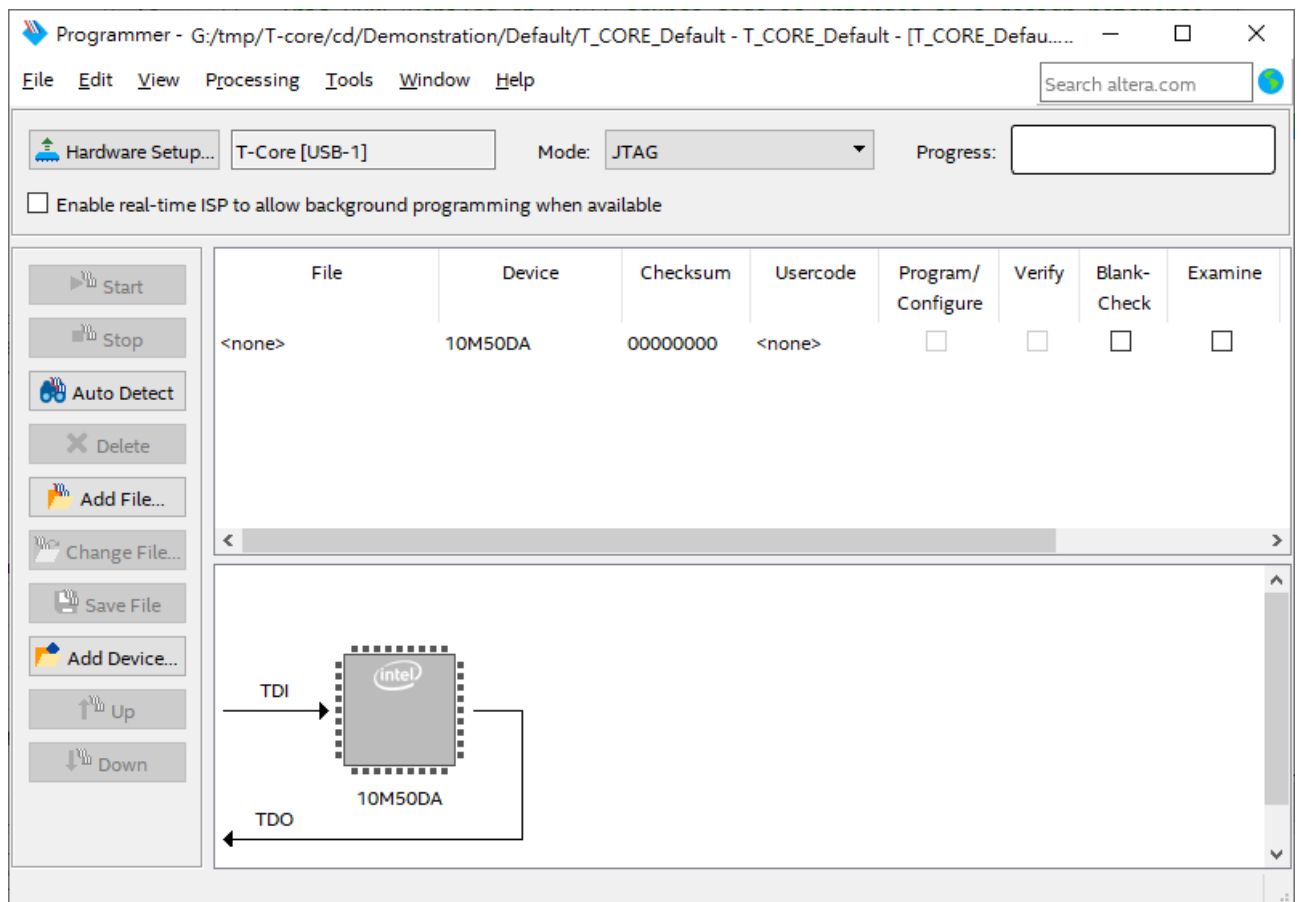 Programmer - G:/tmp/T-core/cd/Demonstration/Default/T_CORE_Default - T_CORE_Default - [T_CORE_Defau.....
File Edit View Processing Tools Window Help
Search altera.com
Hardware Setup... T-Core [USB-1] Mode: JTAG Progress:
Enable real-time ISP to allow background programming when available
Start
Stop
Auto Detect
Delete
Add File...
Change File...
Save File
Add Device...
Up
Down
File Device Checksum Usercode Program/ Verify Blank- Examine
Configure Check
<none> 10M50DA 00000000 <none>
intel
TDI
10M50DA
TDO